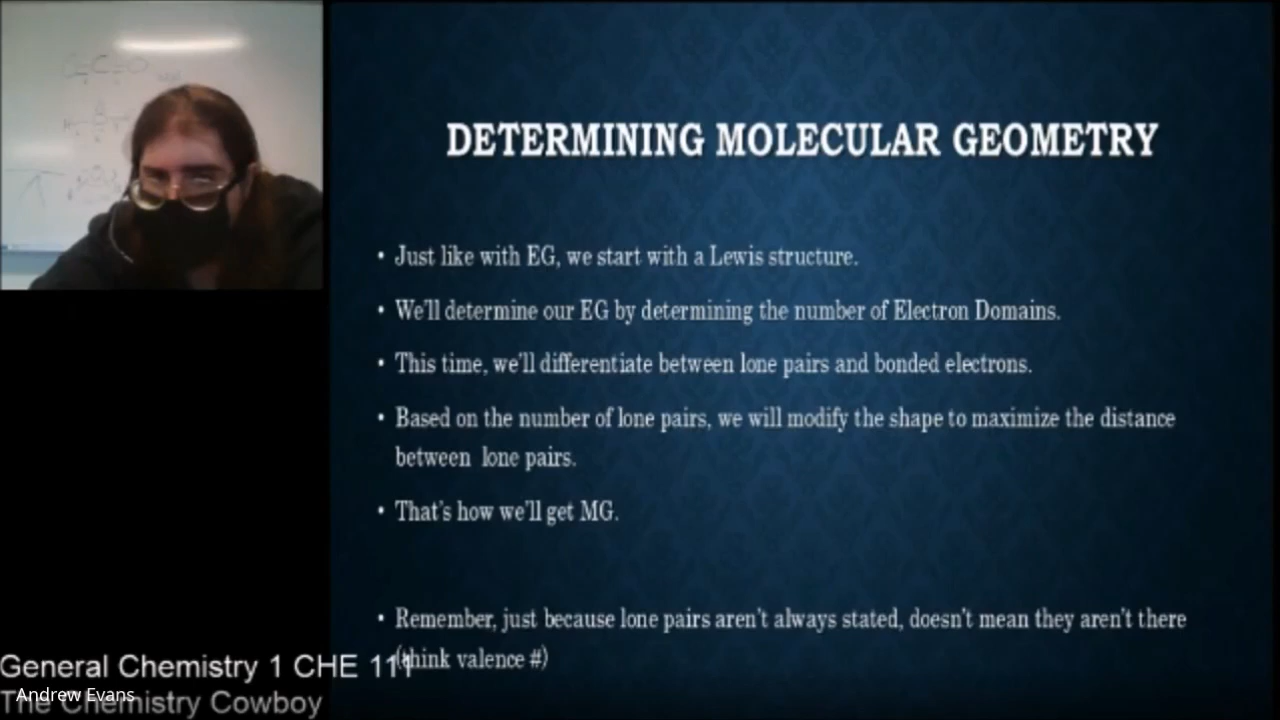 DETERMINING MOLECULAR GEOMETRY
• Just like with EG, we start with a Lewis structure.
• We'll determine our EG by determining the number of Electron Domains.
• This time, we'll differentiate between lone pairs and bonded electrons.
• Based on the number of lone pairs, we will modify the shape to maximize the distance
between lone pairs.
• That's how we'll get MG.
• Remember, just because lone pairs aren't always stated, doesn't mean they aren't there
(think valence #)
General Chemistry 1 CHE 111
Andrew Evans
The Chemistry Cowboy